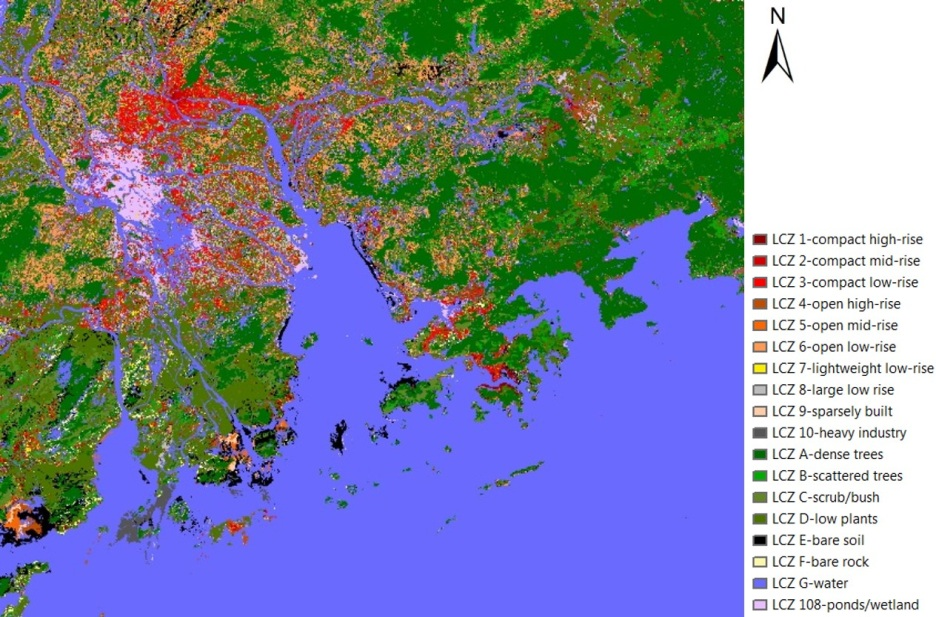 N
LCZ 1-compact high-rise
LCZ 2-compact mid-rise
LCZ 3-compact low-rise
LCZ 4-open high-rise
LCZ 5-open mid-rise
LCZ 6-open low-rise
LCZ 7-lightweight low-rise
LCZ 8-large low rise
LCZ 9-sparsely built
LCZ 10-heavy industry
LCZ A-dense trees
LCZ B-scattered trees
LCZ C-scrub/bush
LCZ D-low plants
LCZ E-bare soil
LCZ F-bare rock
LCZ G-water
LCZ 108-ponds/wetland